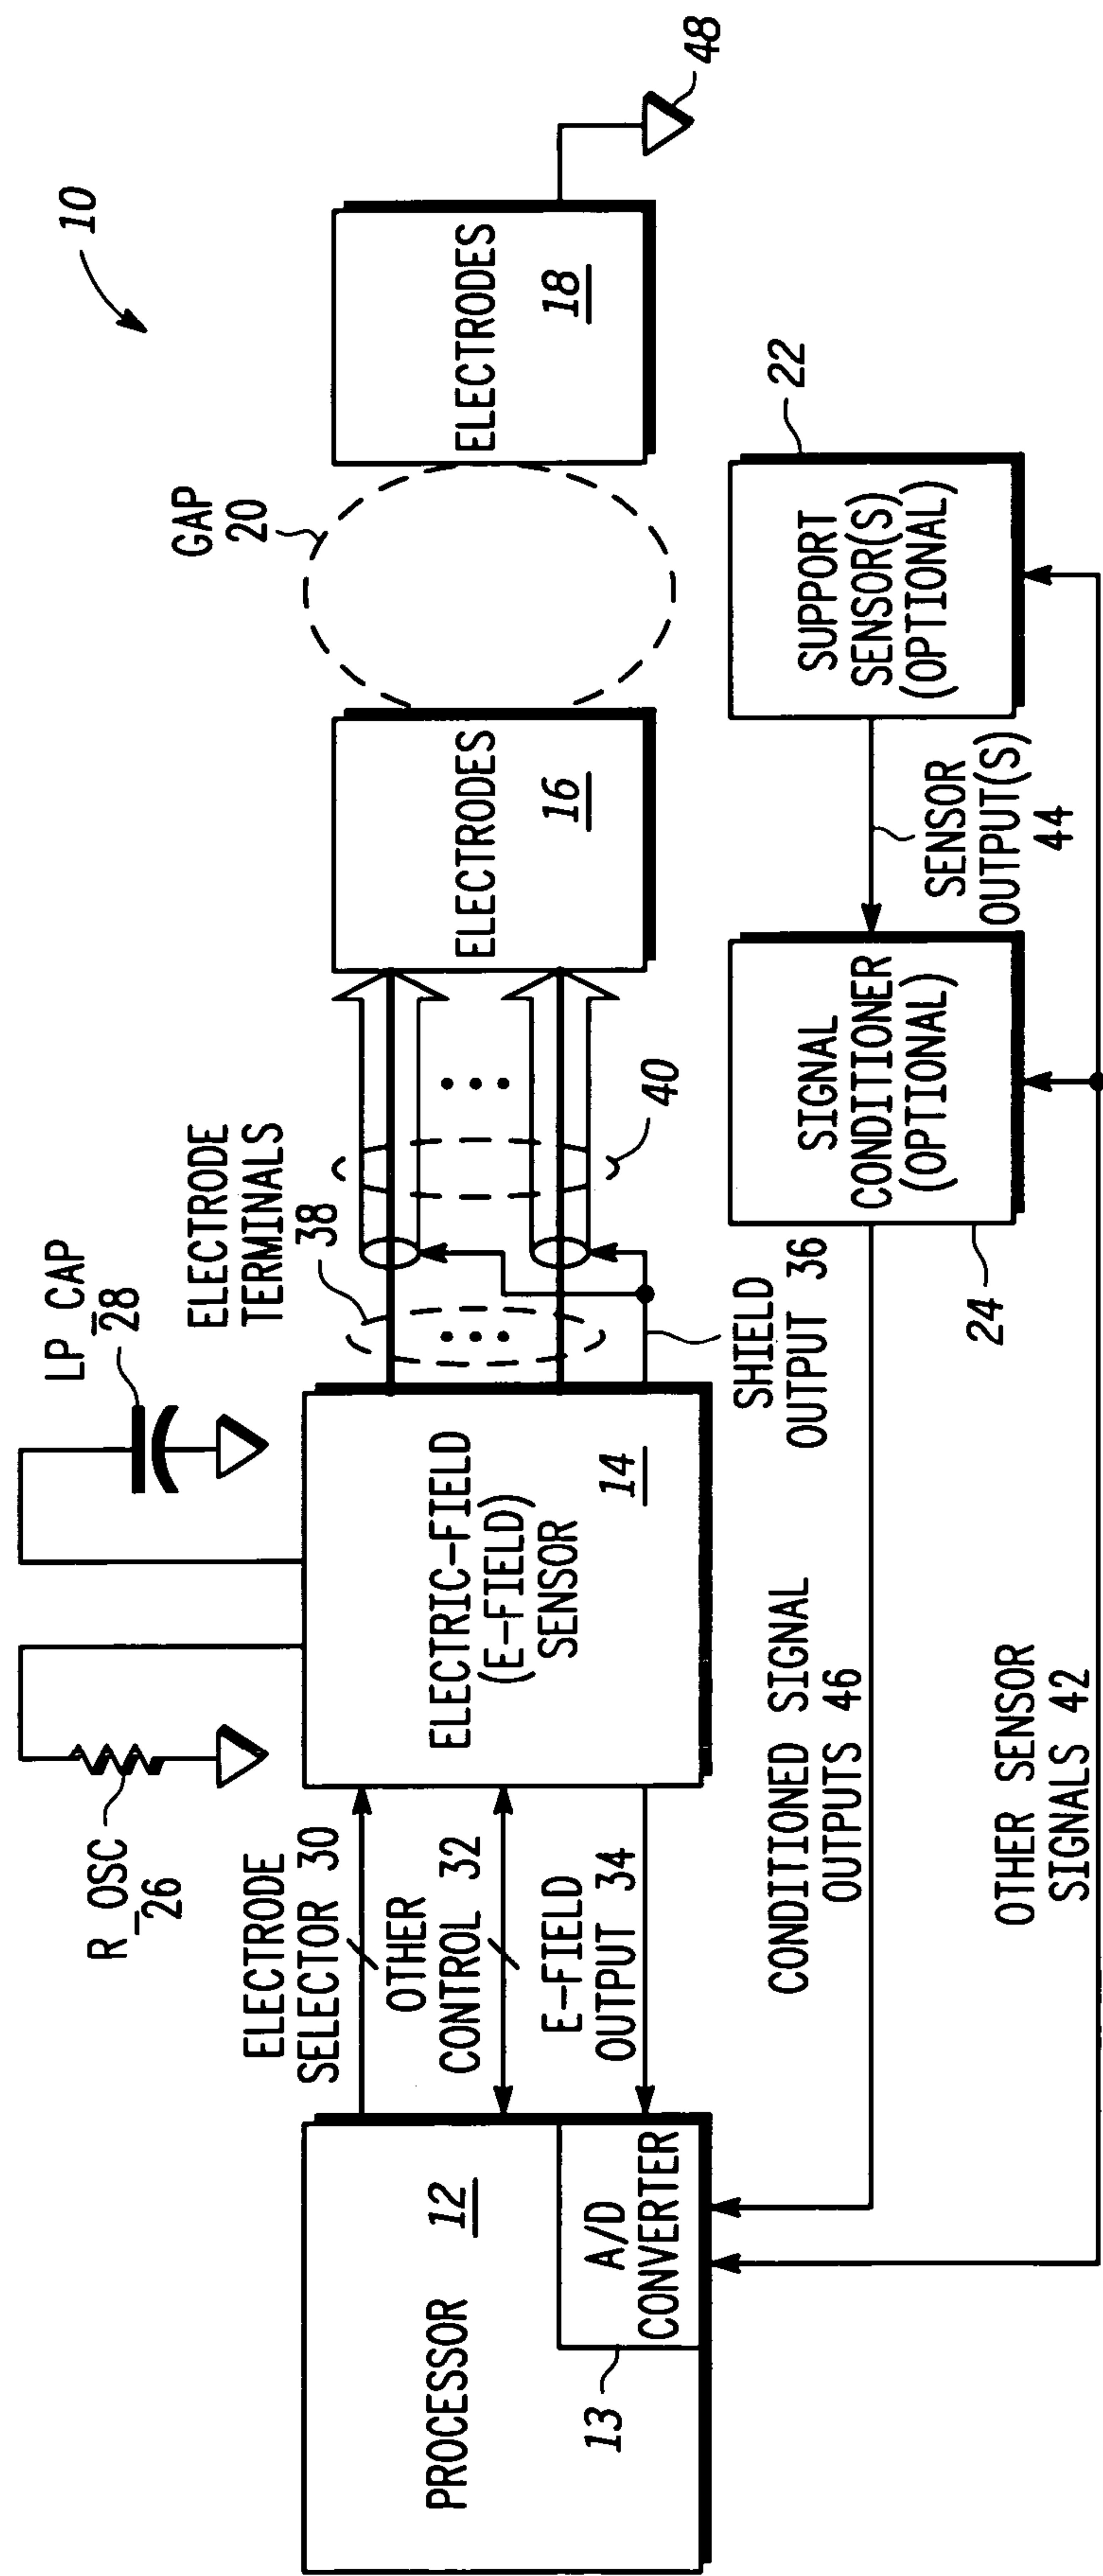 10
R_OSC
26
LP_CAP
28
ELECTRODE
TERMINALS
38
GAP
20
ELECTRODE
SELECTOR 30
OTHER
CONTROL 32
E-FIELD
OUTPUT 34
PROCESSOR
12
A/D
CONVERTER
13
ELECTRIC-FIELD
(E-FIELD)
SENSOR
14
40
ELECTRODES
16
ELECTRODES
18
48
SHIELD
OUTPUT 36
SIGNAL
CONDITIONER
(OPTIONAL)
24
SENSOR
OUTPUT(S)
44
SUPPORT
SENSOR(S)
(OPTIONAL)
22
CONDITIONED SIGNAL
OUTPUTS 46
OTHER SENSOR
SIGNALS 42